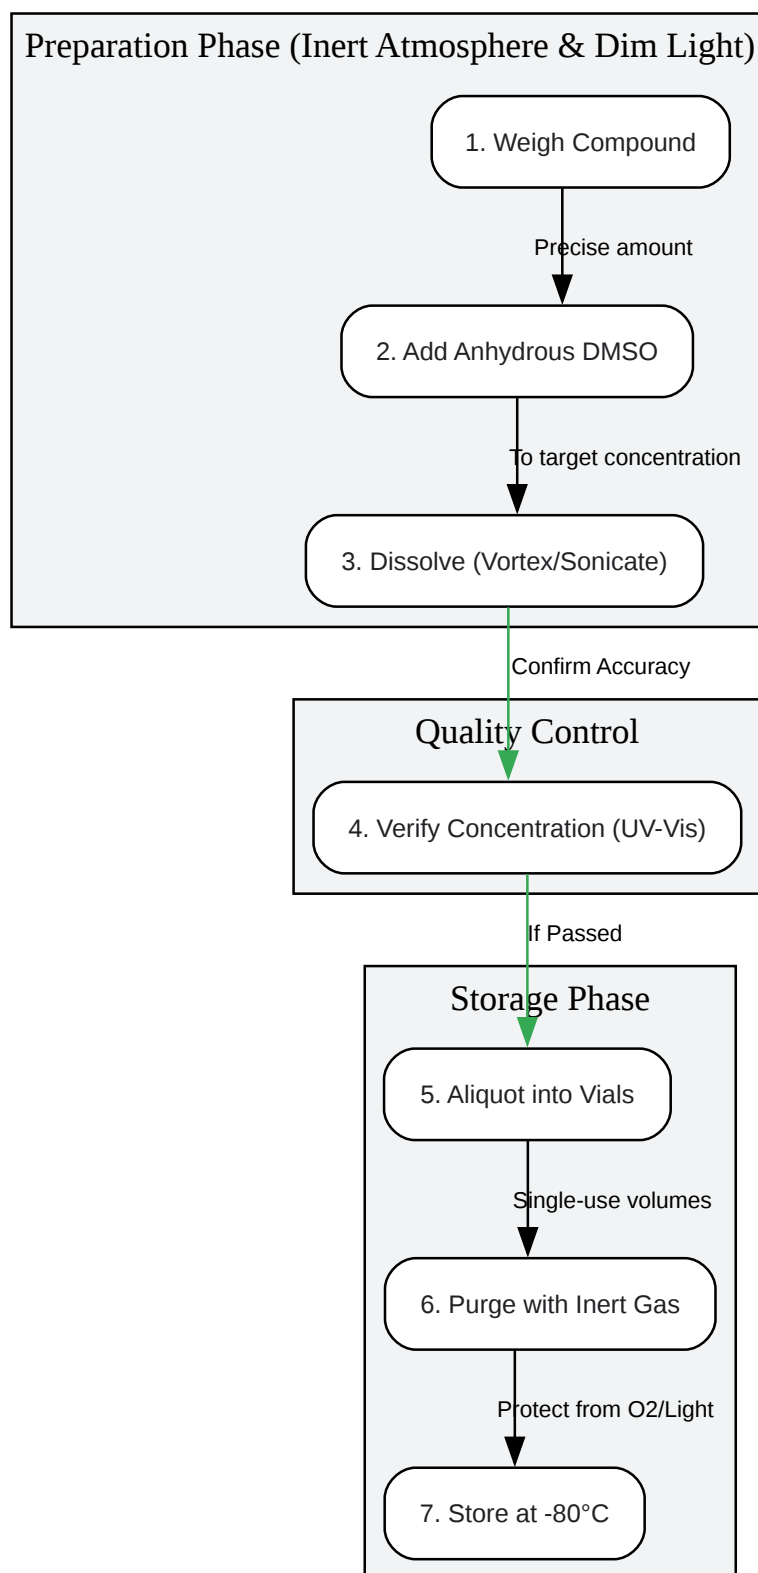 Preparation Phase (Inert Atmosphere & Dim Light)
1. Weigh Compound
Precise amount
2. Add Anhydrous DMSO
To target concentration
3. Dissolve (Vortex/Sonicate)
Confirm Accuracy
Quality Control
4. Verify Concentration (UV-Vis)
If Passed
Storage Phase
5. Aliquot into Vials
Single-use volumes
6. Purge with Inert Gas
Protect from O2/Light
7. Store at -80°C